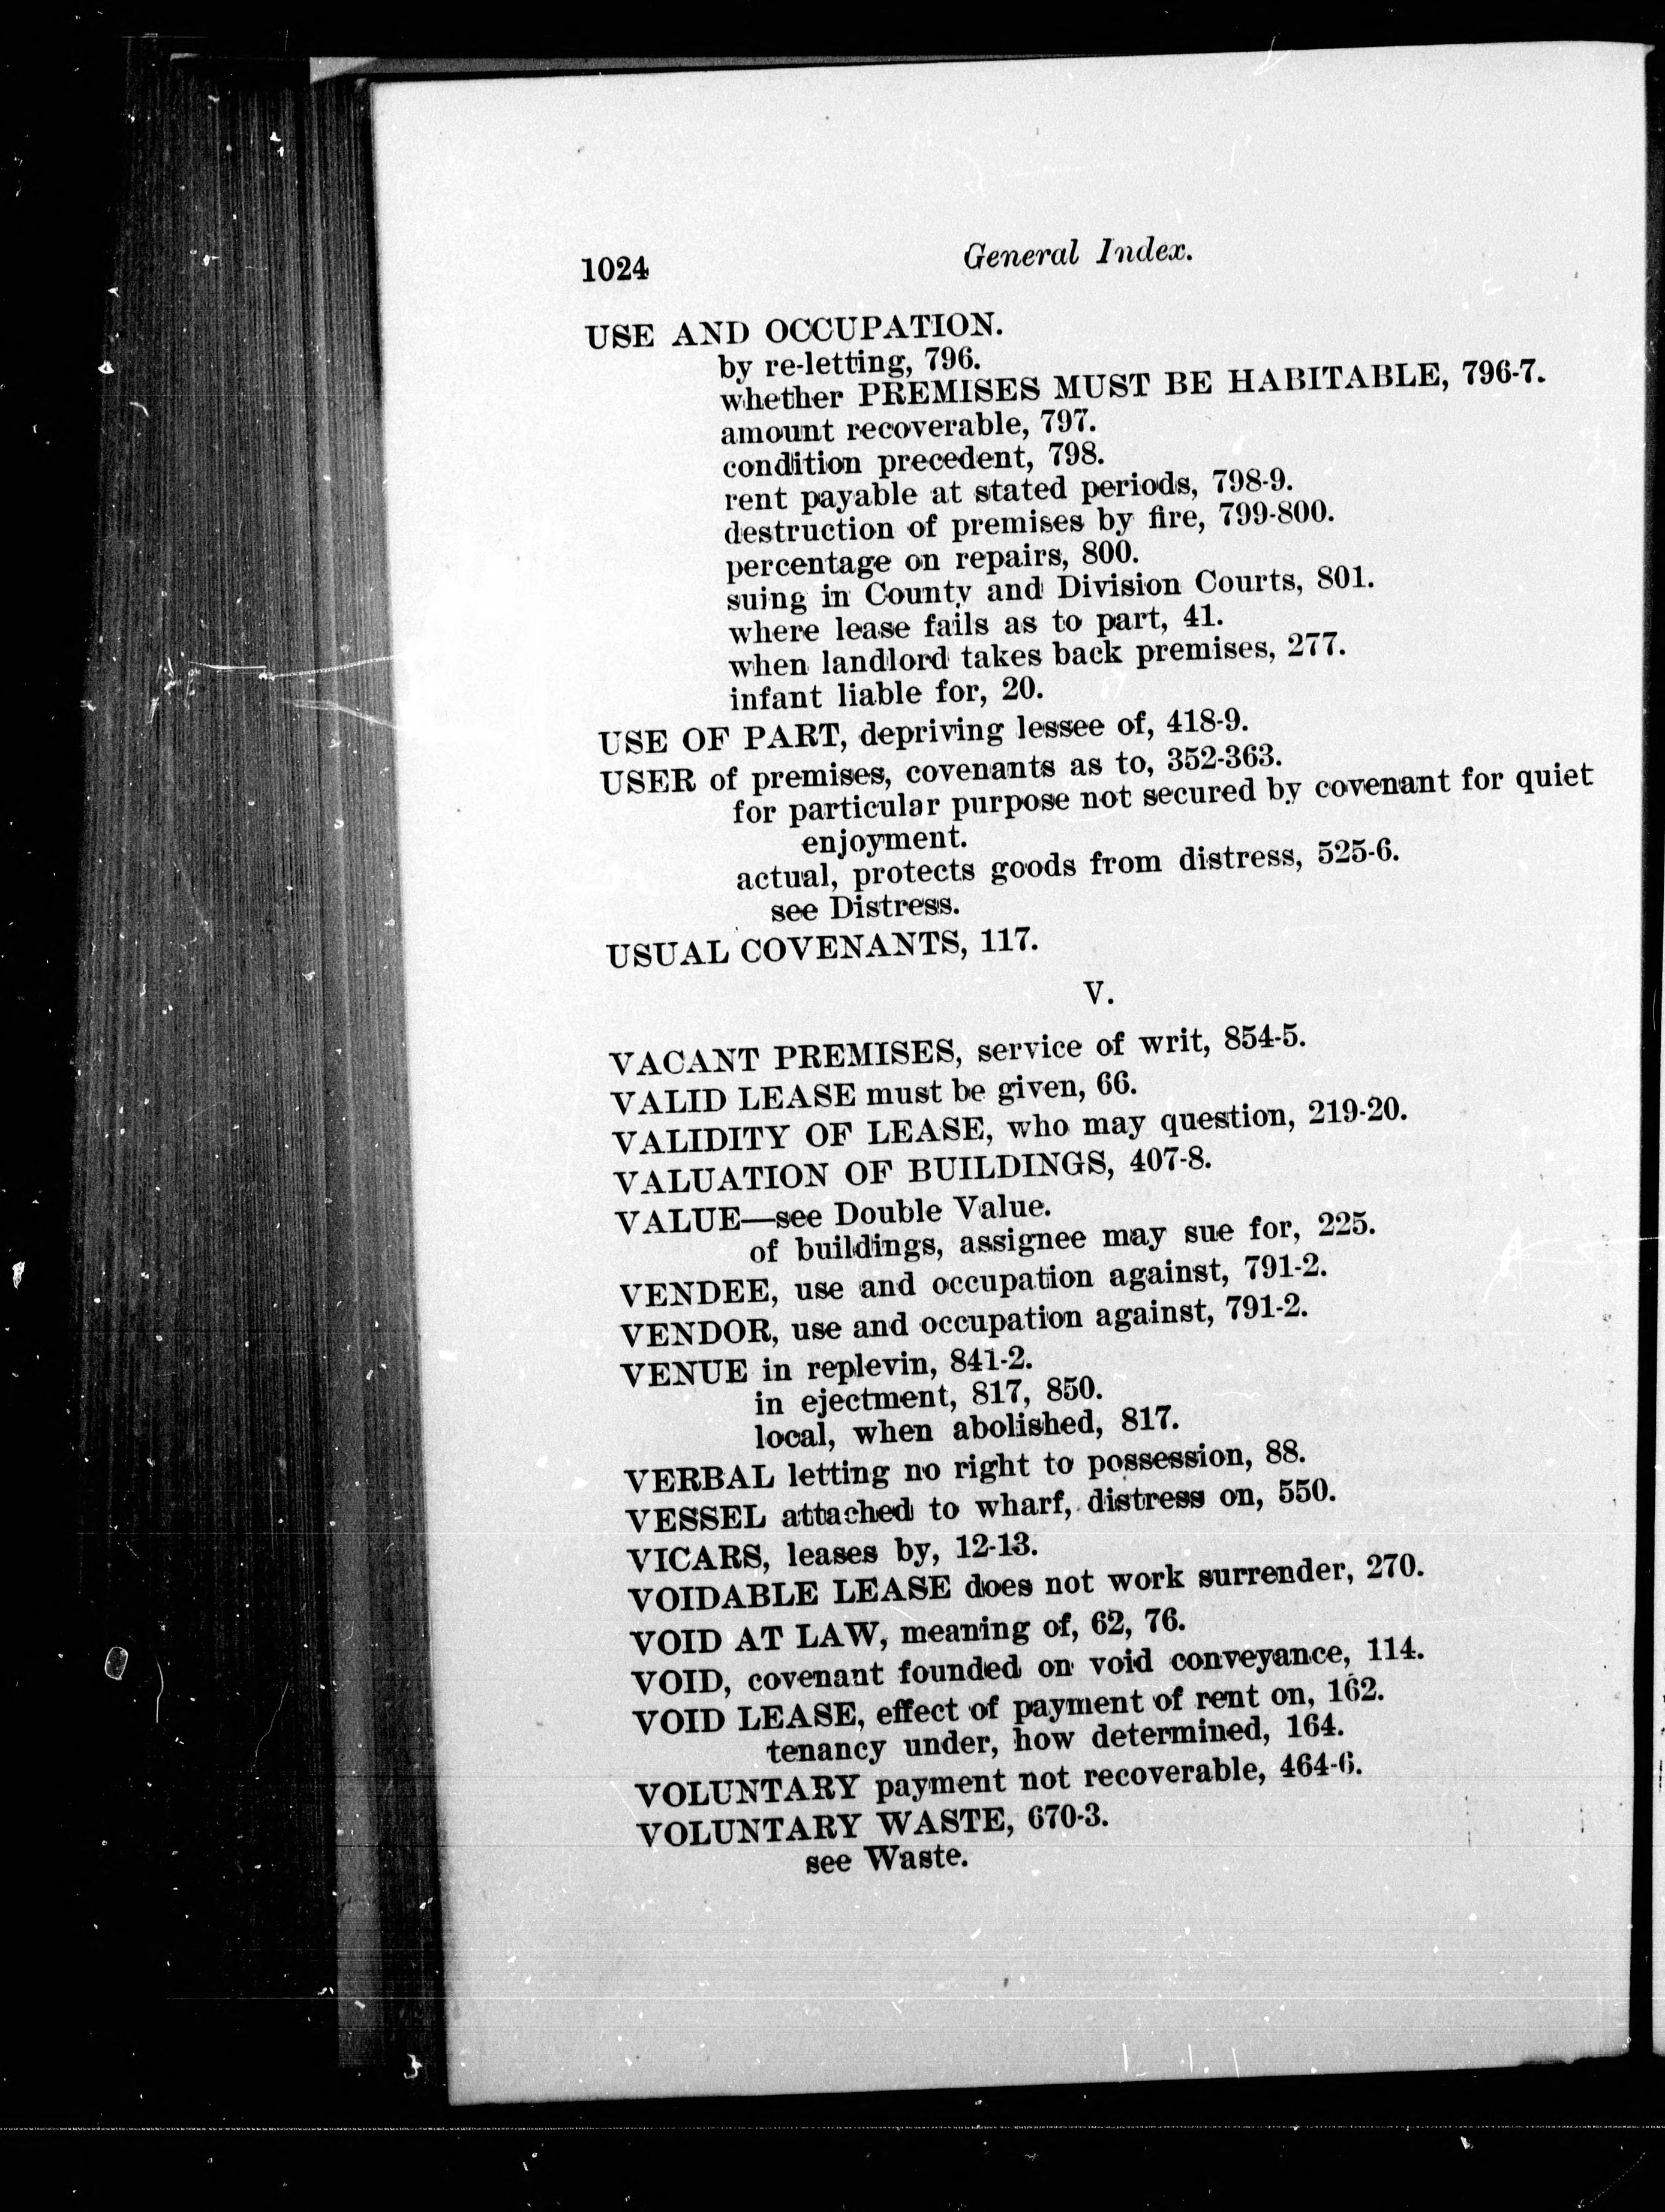 1024
General Index.
USE AND OCCUPATION.
by re-letting, 796.
whether PREMISES MUST BE HABITABLE, 796-7.
amount recoverable, 797.
condition precedent, 798.
rent payable at stated periods, 798-9.
destruction of premises by fire, 799-800.
percentage on repairs, 800.
suing in County and Division Courts, 801.
where lease fails as to part, 41.
when landlord takes back premises, 277.
infant liable for, 20.
USE OF PART, depriving lessee of, 418-9.
USER of premises, covenants as to, 352-363.
for particular purpose not secured by covenant for quiet
enjoyment.
actual, protects goods from distress, 525-6.
see Distress.
USUAL COVENANTS, 117.
V.
VACANT PREMISES, service of writ, 854-5.
VALID LEASE must be given, 66.
VALIDITY OF LEASE, who may question, 219-20.
VALUATION OF BUILDINGS, 407-8.
VALUE—see Double Value.
of buildings, assignee may sue for, 225.
VENDEE, use and occupation against, 791-2.
VENDOR, use and occupation against, 791-2.
VENUE in replevin, 841-2.
in ejectment, 817, 850.
local, when abolished, 817.
VERBAL letting no right to possession, 88.
VESSEL attached to wharf, distress on, 550.
VICARS, leases by, 12-13.
VOIDABLE LEASE does not work surrender, 270.
VOID AT LAW, meaning of, 62, 76.
VOID, covenant founded on void conveyance, 114.
VOID LEASE, effect of payment of rent on, 162.
tenancy under, how determined, 164.
VOLUNTARY payment not recoverable, 464-6.
VOLUNTARY WASTE, 670-3.
see Waste.